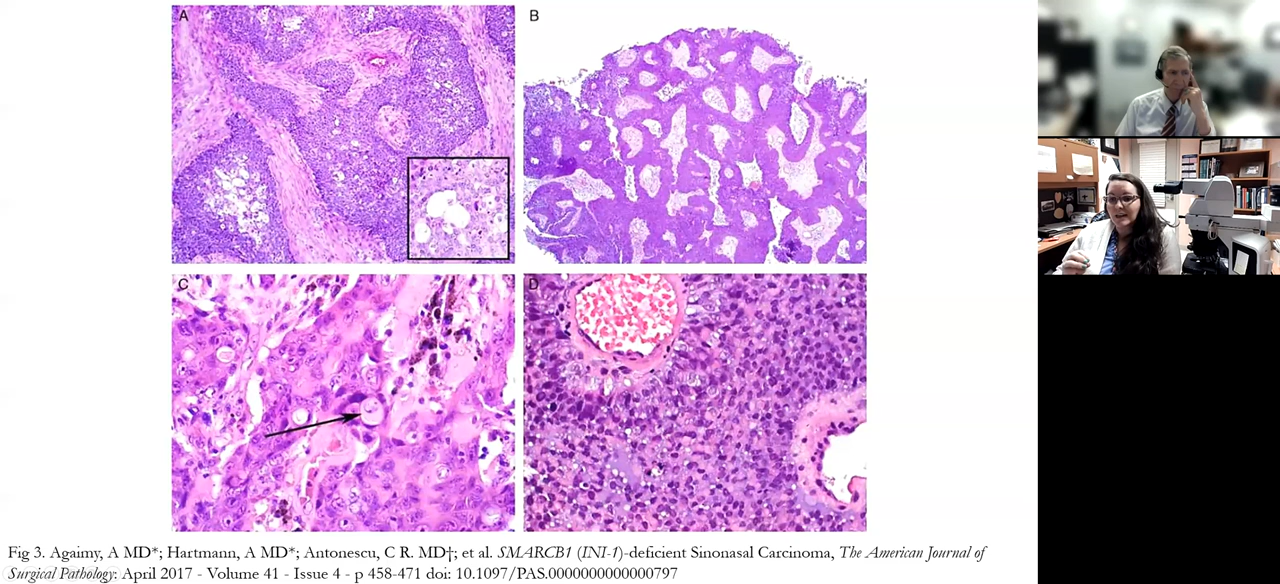 A
B
C
D
Fig 3. Agaimy, A MD*; Hartmann, A MD*; Antonescu, C R. MD†; et al. SMARCB1 (INI-1)-deficient Sinonasal Carcinoma, The American Journal of
Surgical Pathology: April 2017 - Volume 41 - Issue 4 - p 458-471 doi: 10.1097/PAS.0000000000000797